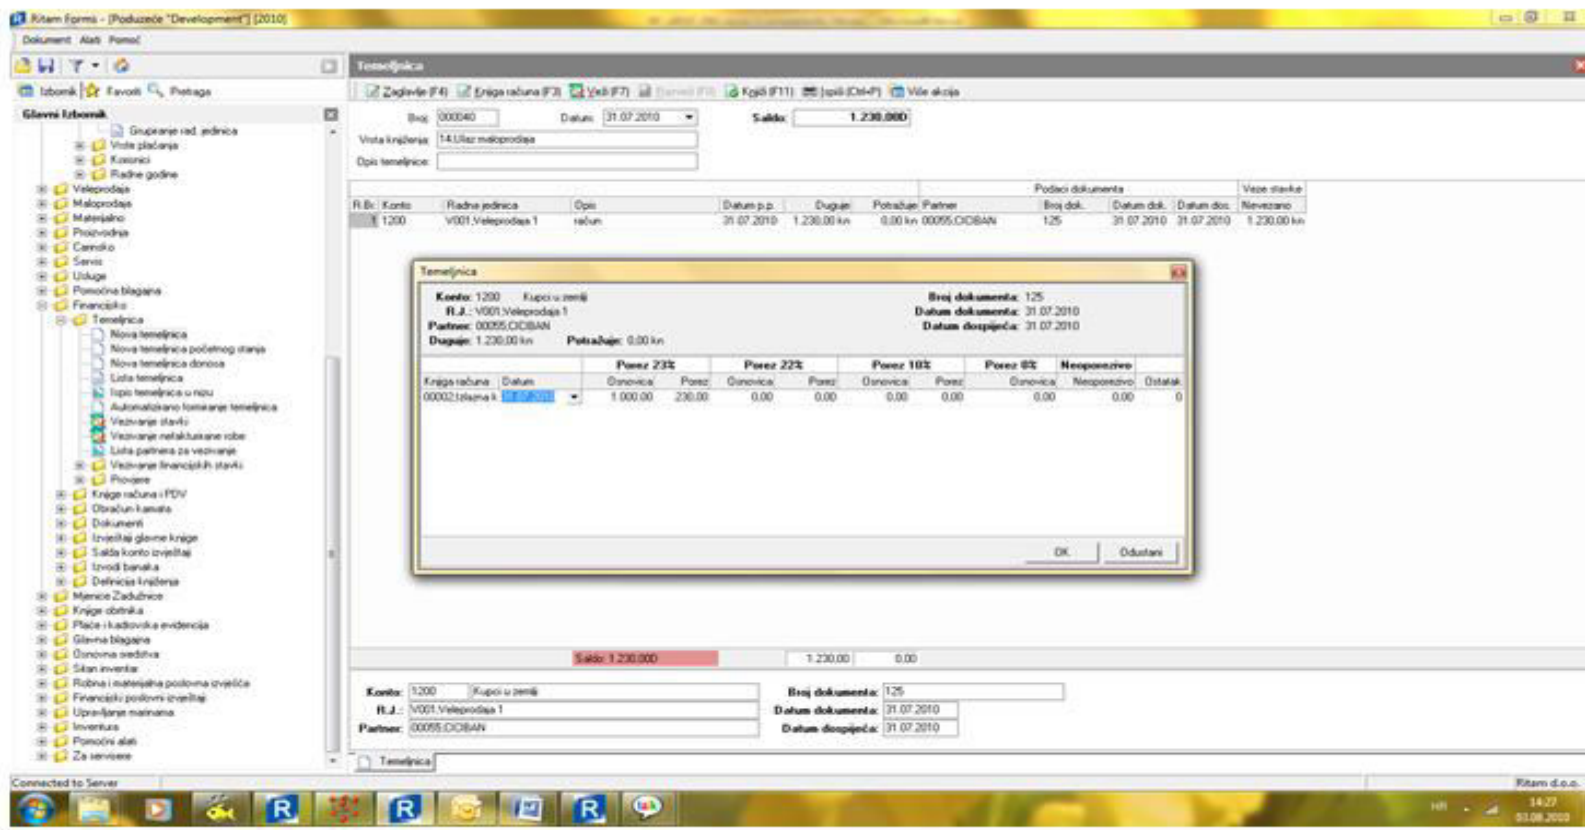 Ritam Forms - [Poduzeće "Development"] [2010]
Dokument Alati Pomoć
Izbornik Favoriti Pretraga
Glavni Izbornik
Grupiranje rad. jedinica
Vrste plaćanja
Korisnici
Radne godine
Veleprodaja
Maloprodaja
Materijalno
Proizvodnja
Carinsko
Servis
Usluge
Pomoćna blagajna
Financijsko
Temeljnica
Nova temeljnica
Nova temeljnica početnog stanja
Nova temeljnica donosa
Lista temeljnica
Ispis temeljnica u nizu
Automatizirano formiranje temeljnica
Vezivanje stavki
Vezivanje nefakturirane robe
Lista partnera za vezivanje
Vezivanje financijskih stavki
Provjere
Knjige računa i PDV
Obračun kamata
Dokumenti
Izvještaji glavne knjige
Salda konto izvještaji
Izvodi banaka
Definicija knjiženja
Mjenice Zadužnice
Knjige obrtnika
Plaće i kadrovska evidencija
Glavna blagajna
Osnovna sredstva
Sitan inventar
Robna i materijalna poslovna izvješća
Financijski poslovni izvještaji
Upravljanje marinama
Inventura
Pomoćni alati
Za servisere
Temeljnica
Zaglavlje (F4) Knjiga računa (F3) Veži (F7) Knjiži (F11) Ispiši (Ctrl+P) Više akcija
Broj: 000040 Datum: 31.07.2010 Saldo: 1.230,00D
Vrsta knjiženja: 14;Ulaz maloprodaja
Opis temeljnice:
Podaci dokumenta Veze stavke
R.Br. Konto Radna jedinica Opis Datum p.p. Duguje Potražuje Partner Broj dok. Datum dok. Datum dos. Nevezano
1 1200 V001;Veleprodaja 1 račun 31.07.2010 1.230,00 kn 0,00 kn 00055;CICIBAN 125 31.07.2010 31.07.2010 1.230,00 kn
Temeljnica
Konto: 1200 Kupci u zemlji Broj dokumenta: 125
R.J.: V001;Veleprodaja 1 Datum dokumenta: 31.07.2010
Partner: 00055;CICIBAN Datum dospijeća: 31.07.2010
Duguje: 1.230,00 kn Potražuje: 0,00 kn
Porez 23% Porez 22% Porez 10% Porez 0% Neoporezivo
Knjiga računa Datum Osnovica Porez Osnovica Porez Osnovica Porez Osnovica Neoporezivo Ostatak
00002;Izlazna k 31.07.2010 1.000,00 230,00 0,00 0,00 0,00 0,00 0,00 0,00 0
OK Odustani
Saldo: 1.230,00D 1.230,00 0,00
Konto: 1200 Kupci u zemlji Broj dokumenta: 125
R.J.: V001;Veleprodaja 1 Datum dokumenta: 31.07.2010
Partner: 00055;CICIBAN Datum dospijeća: 31.07.2010
Temeljnica
Connected to Server Ritam d.o.o.
HR 14:27
03.08.2010